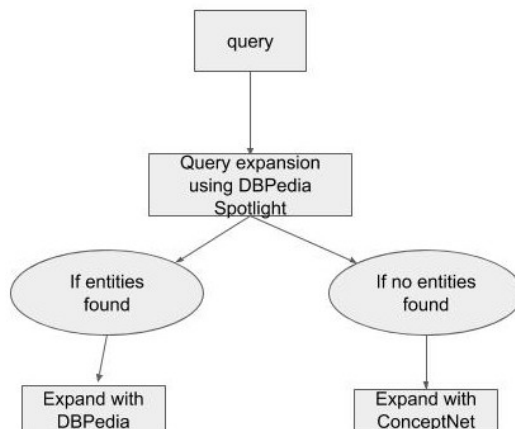 query
Query expansion
using DBPedia
Spotlight
If entities
found
If no entities
found
Expand with
DBPedia
Expand with
ConceptNet